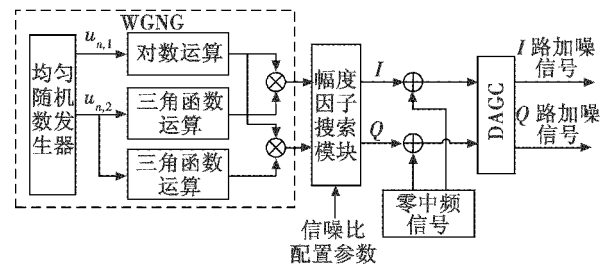 WGNG
均匀
随机
数发
生器
u_{n,1}
u_{n,2}
对数运算
三角函数
运算
三角函数
运算
幅度
因子
搜索
模块
信噪比
配置参数
I
Q
零中频
信号
DAGC
I 路加噪
信号
Q 路加噪
信号